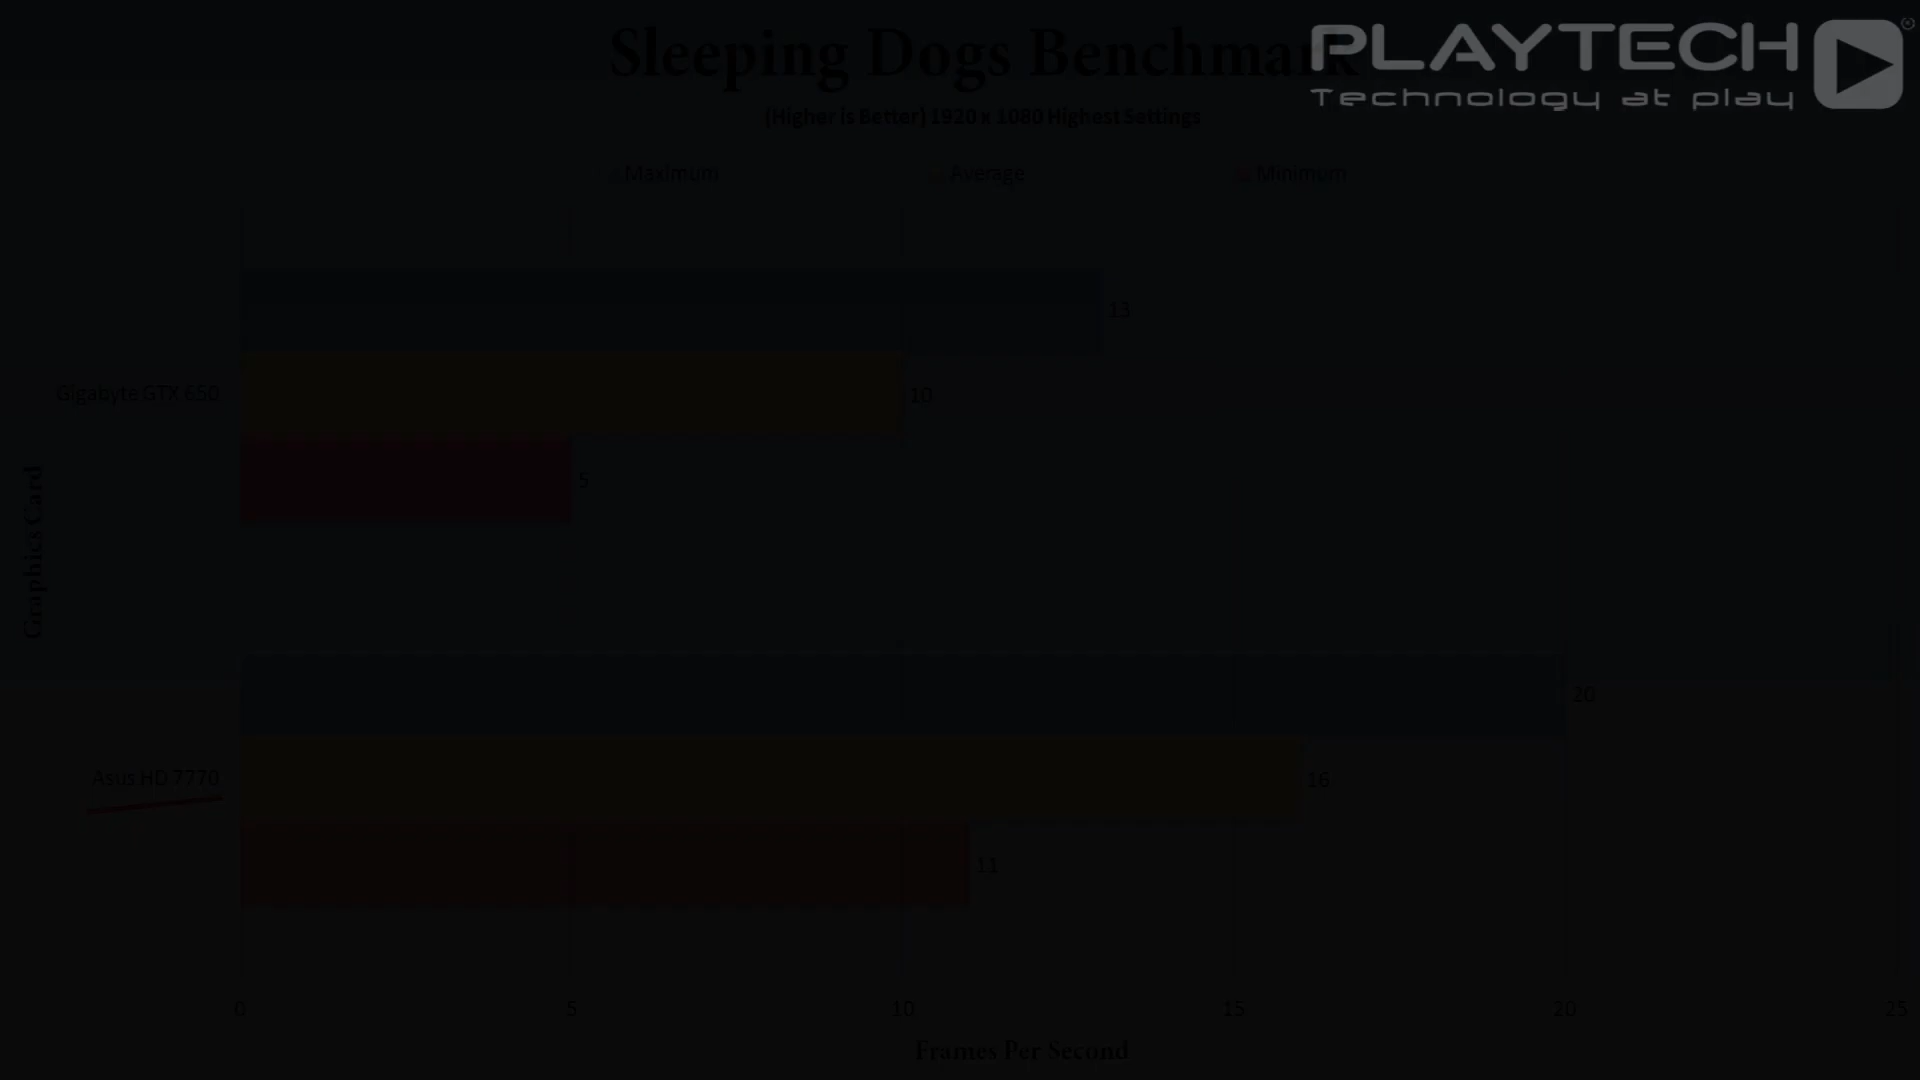 Sleeping Dogs Benchmark
PLAYTECH®
Technology at play
(Higher is Better) 1920 x 1080 Highest Settings
Maximum
Average
Minimum
13
Gigabyte GTX 650
10
5
Graphics Card
20
Asus HD 7770
16
11
0
5
10
15
20
25
Frames Per Second